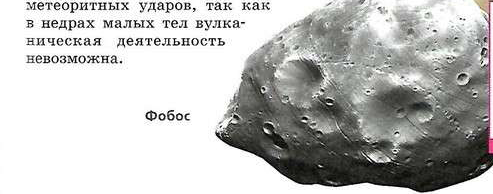 метеоритных ударов, так как
в недрах малых тел вулка-
ническая деятельность
невозможна.
Фобос